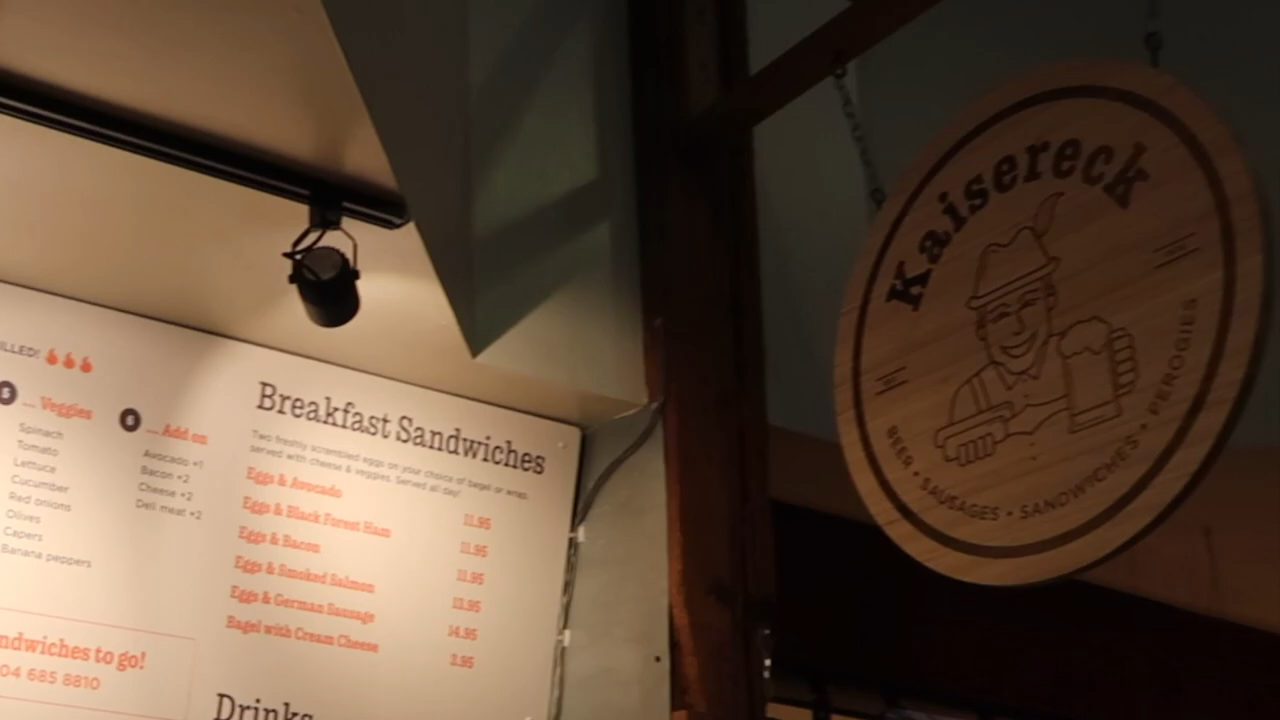 ILLED!
... Veggies
Spinach
Tomato
Lettuce
Cucumber
Red onions
Olives
Capers
Banana peppers
... Add on
Avocado +1
Bacon +2
Cheese +2
Deli meat +2
Breakfast Sandwiches
Two freshly scrambled eggs on your choice of bagel or wrap,
served with cheese & veggies. Served all day!
Eggs & Avocado 11.95
Eggs & Black Forest Ham 11.95
Eggs & Bacon 11.95
Eggs & Smoked Salmon 13.95
Eggs & German Sausage 14.95
Bagel with Cream Cheese 3.95
ndwiches to go!
04 685 8810
Drinks
Kaisereck
BEER • SAUSAGES • SANDWICHES • PEROGIES